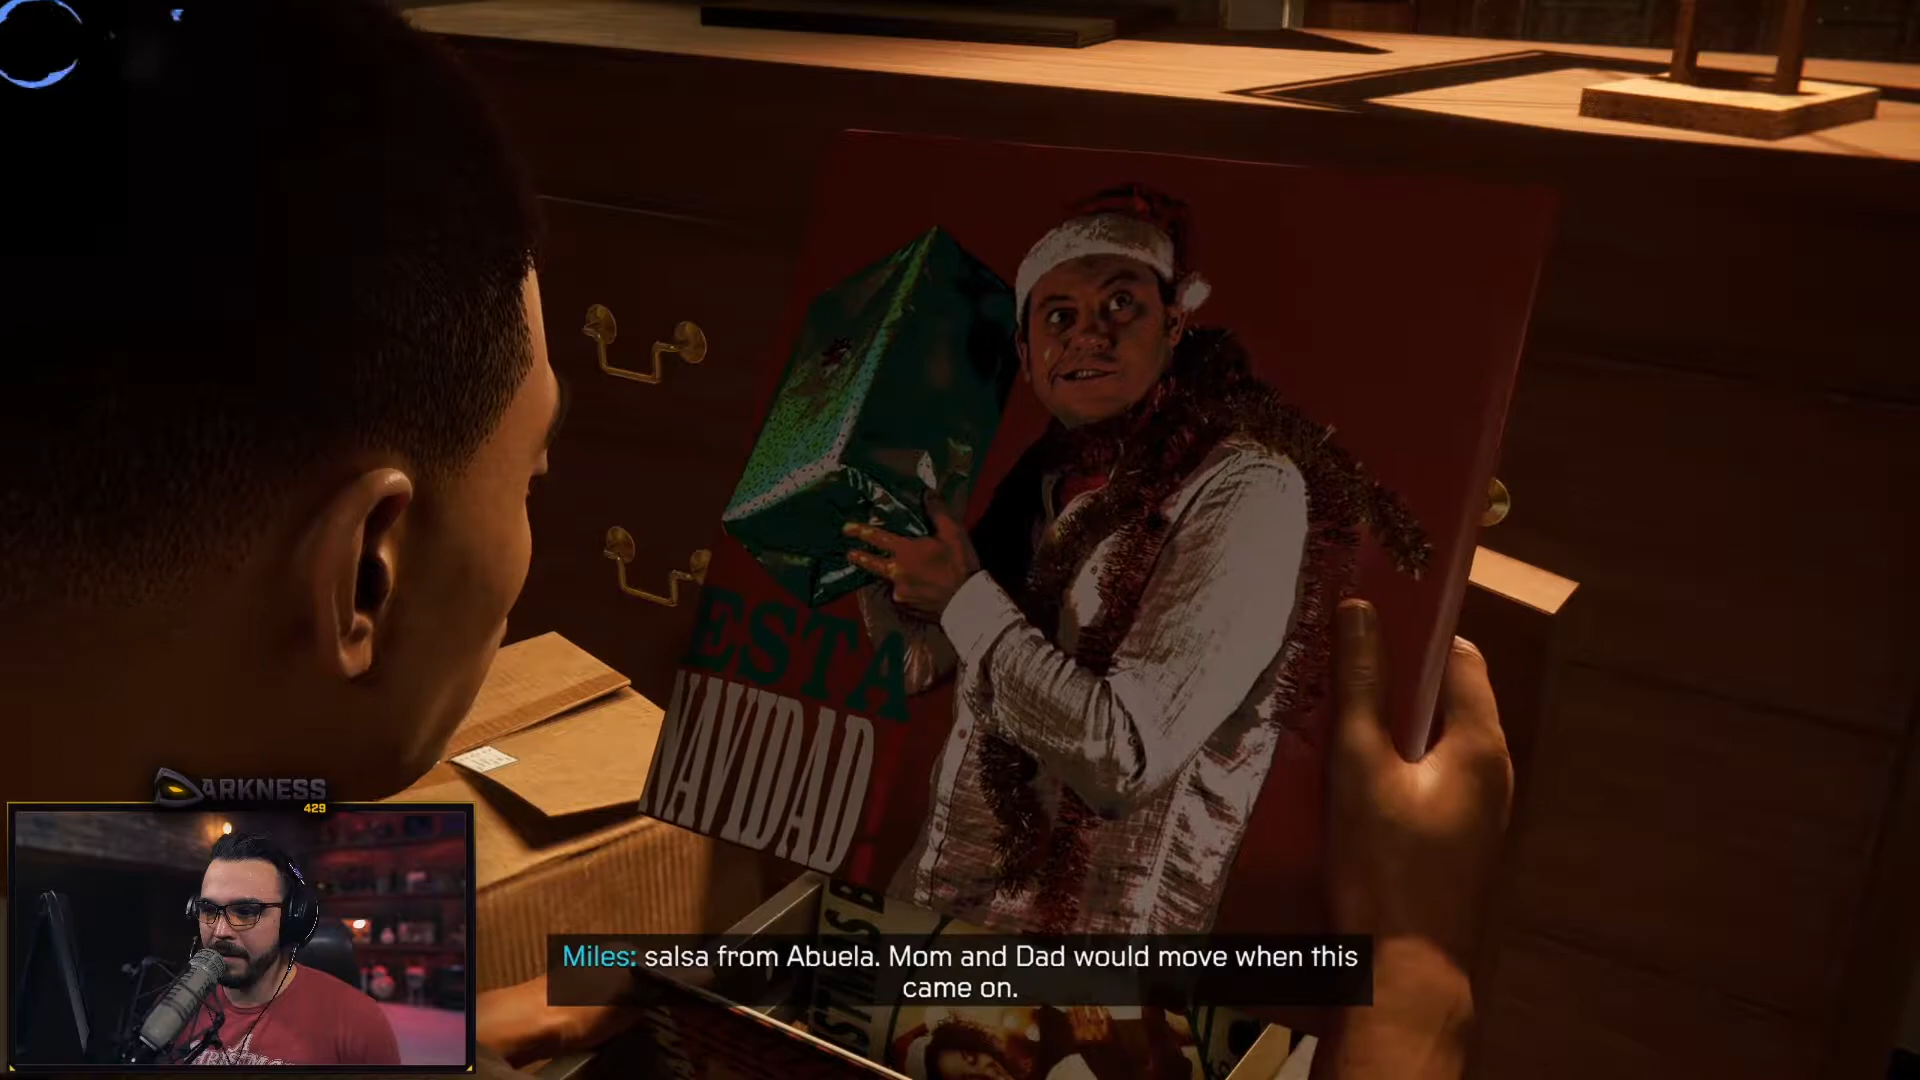 ESTA
NAVIDAD
DARKNESS
429
Miles: salsa from Abuela. Mom and Dad would move when this
came on.